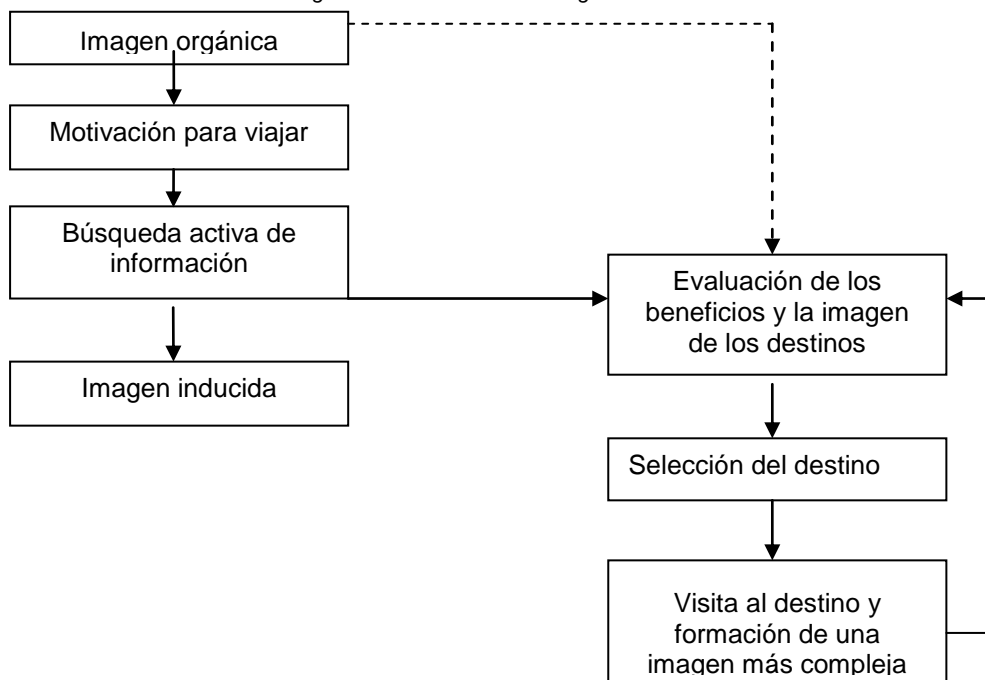 Imagen orgánica
Motivación para viajar
Búsqueda activa de
información
Imagen inducida
Evaluación de los
beneficios y la imagen
de los destinos
Selección del destino
Visita al destino y
formación de una
imagen más compleja